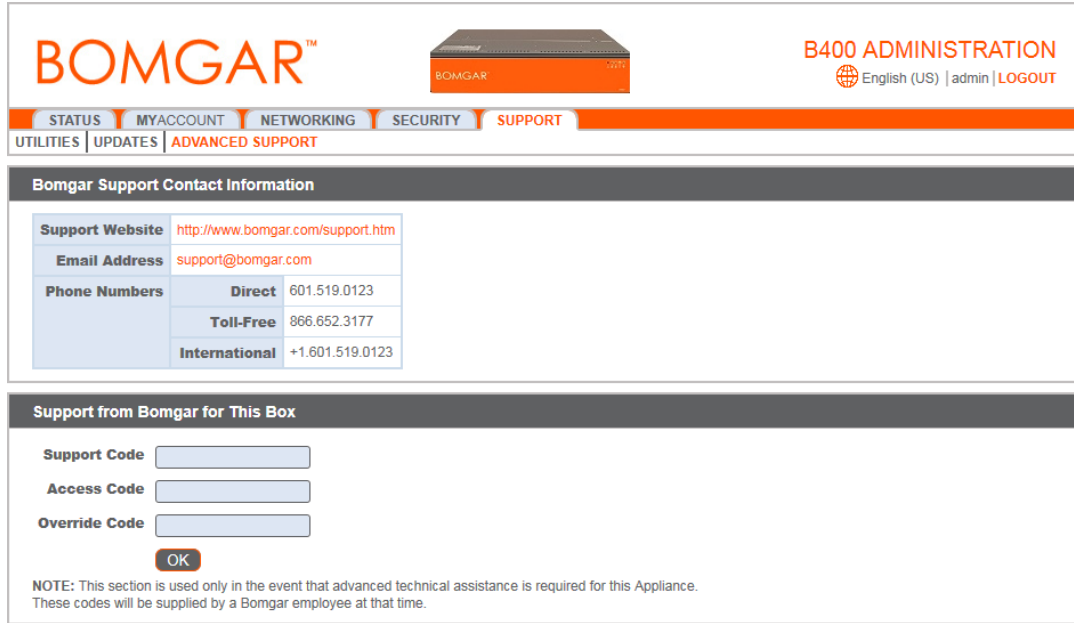 BOMGAR™
BOMGAR
B400 ADMINISTRATION
English (US) | admin | LOGOUT
STATUS MYACCOUNT NETWORKING SECURITY SUPPORT
UTILITIES | UPDATES | ADVANCED SUPPORT
Bomgar Support Contact Information
Support Website http://www.bomgar.com/support.htm
Email Address support@bomgar.com
Phone Numbers Direct 601.519.0123
Toll-Free 866.652.3177
International +1.601.519.0123
Support from Bomgar for This Box
Support Code
Access Code
Override Code
OK
NOTE: This section is used only in the event that advanced technical assistance is required for this Appliance.
These codes will be supplied by a Bomgar employee at that time.